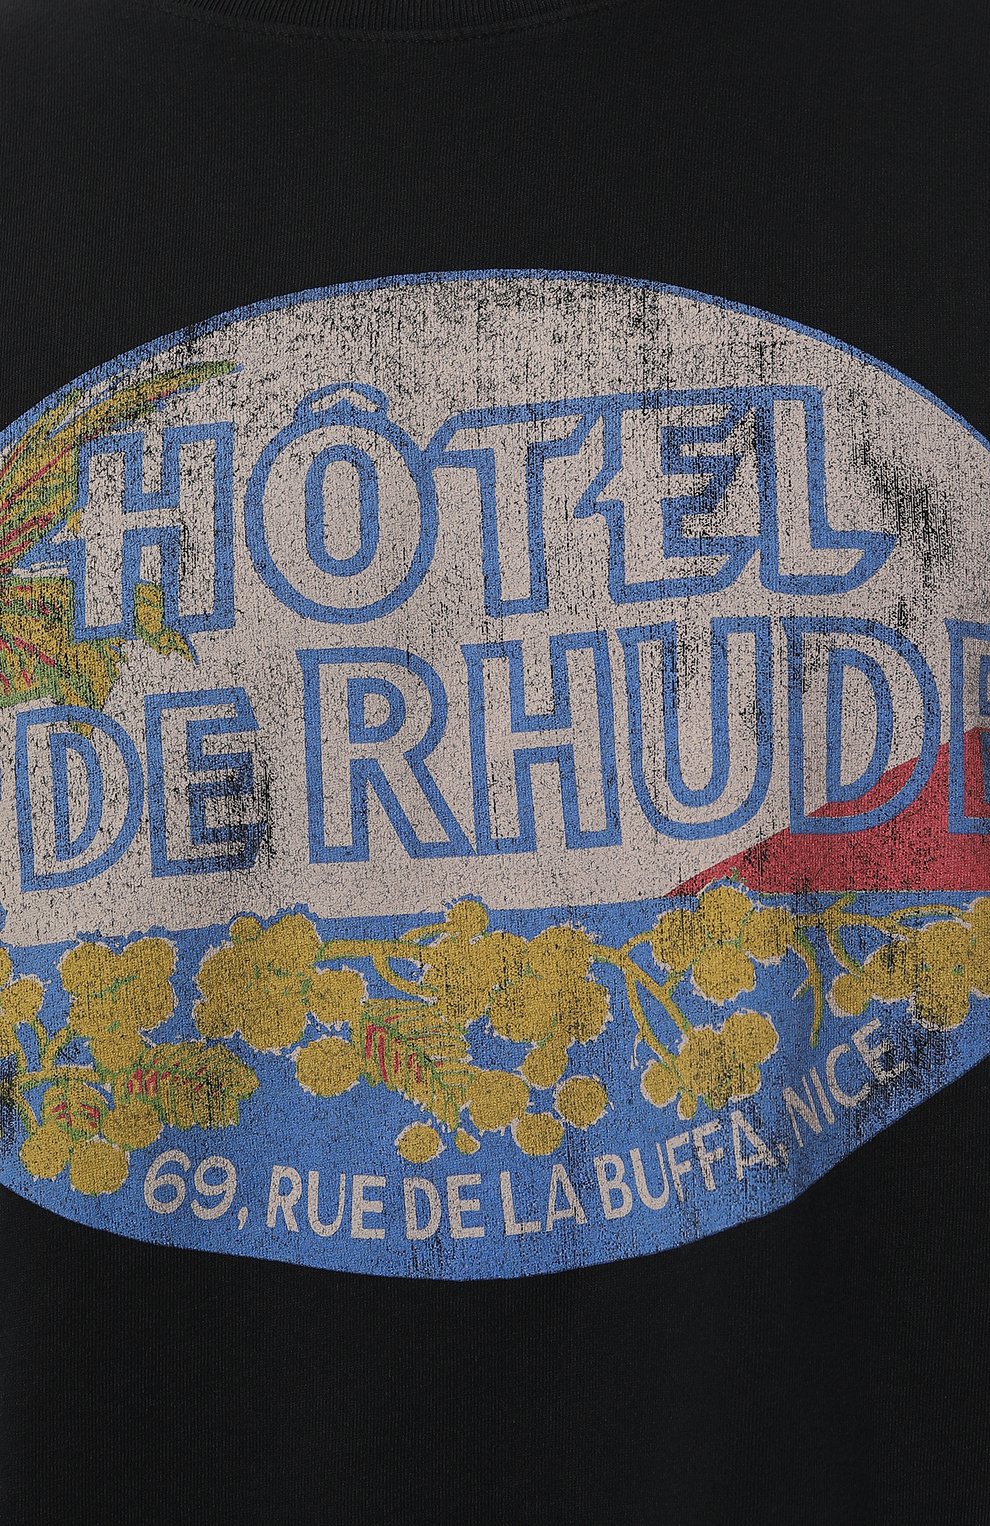 HÔTEL
DE RHUDE
69, RUE DE LA BUFFA, NICE